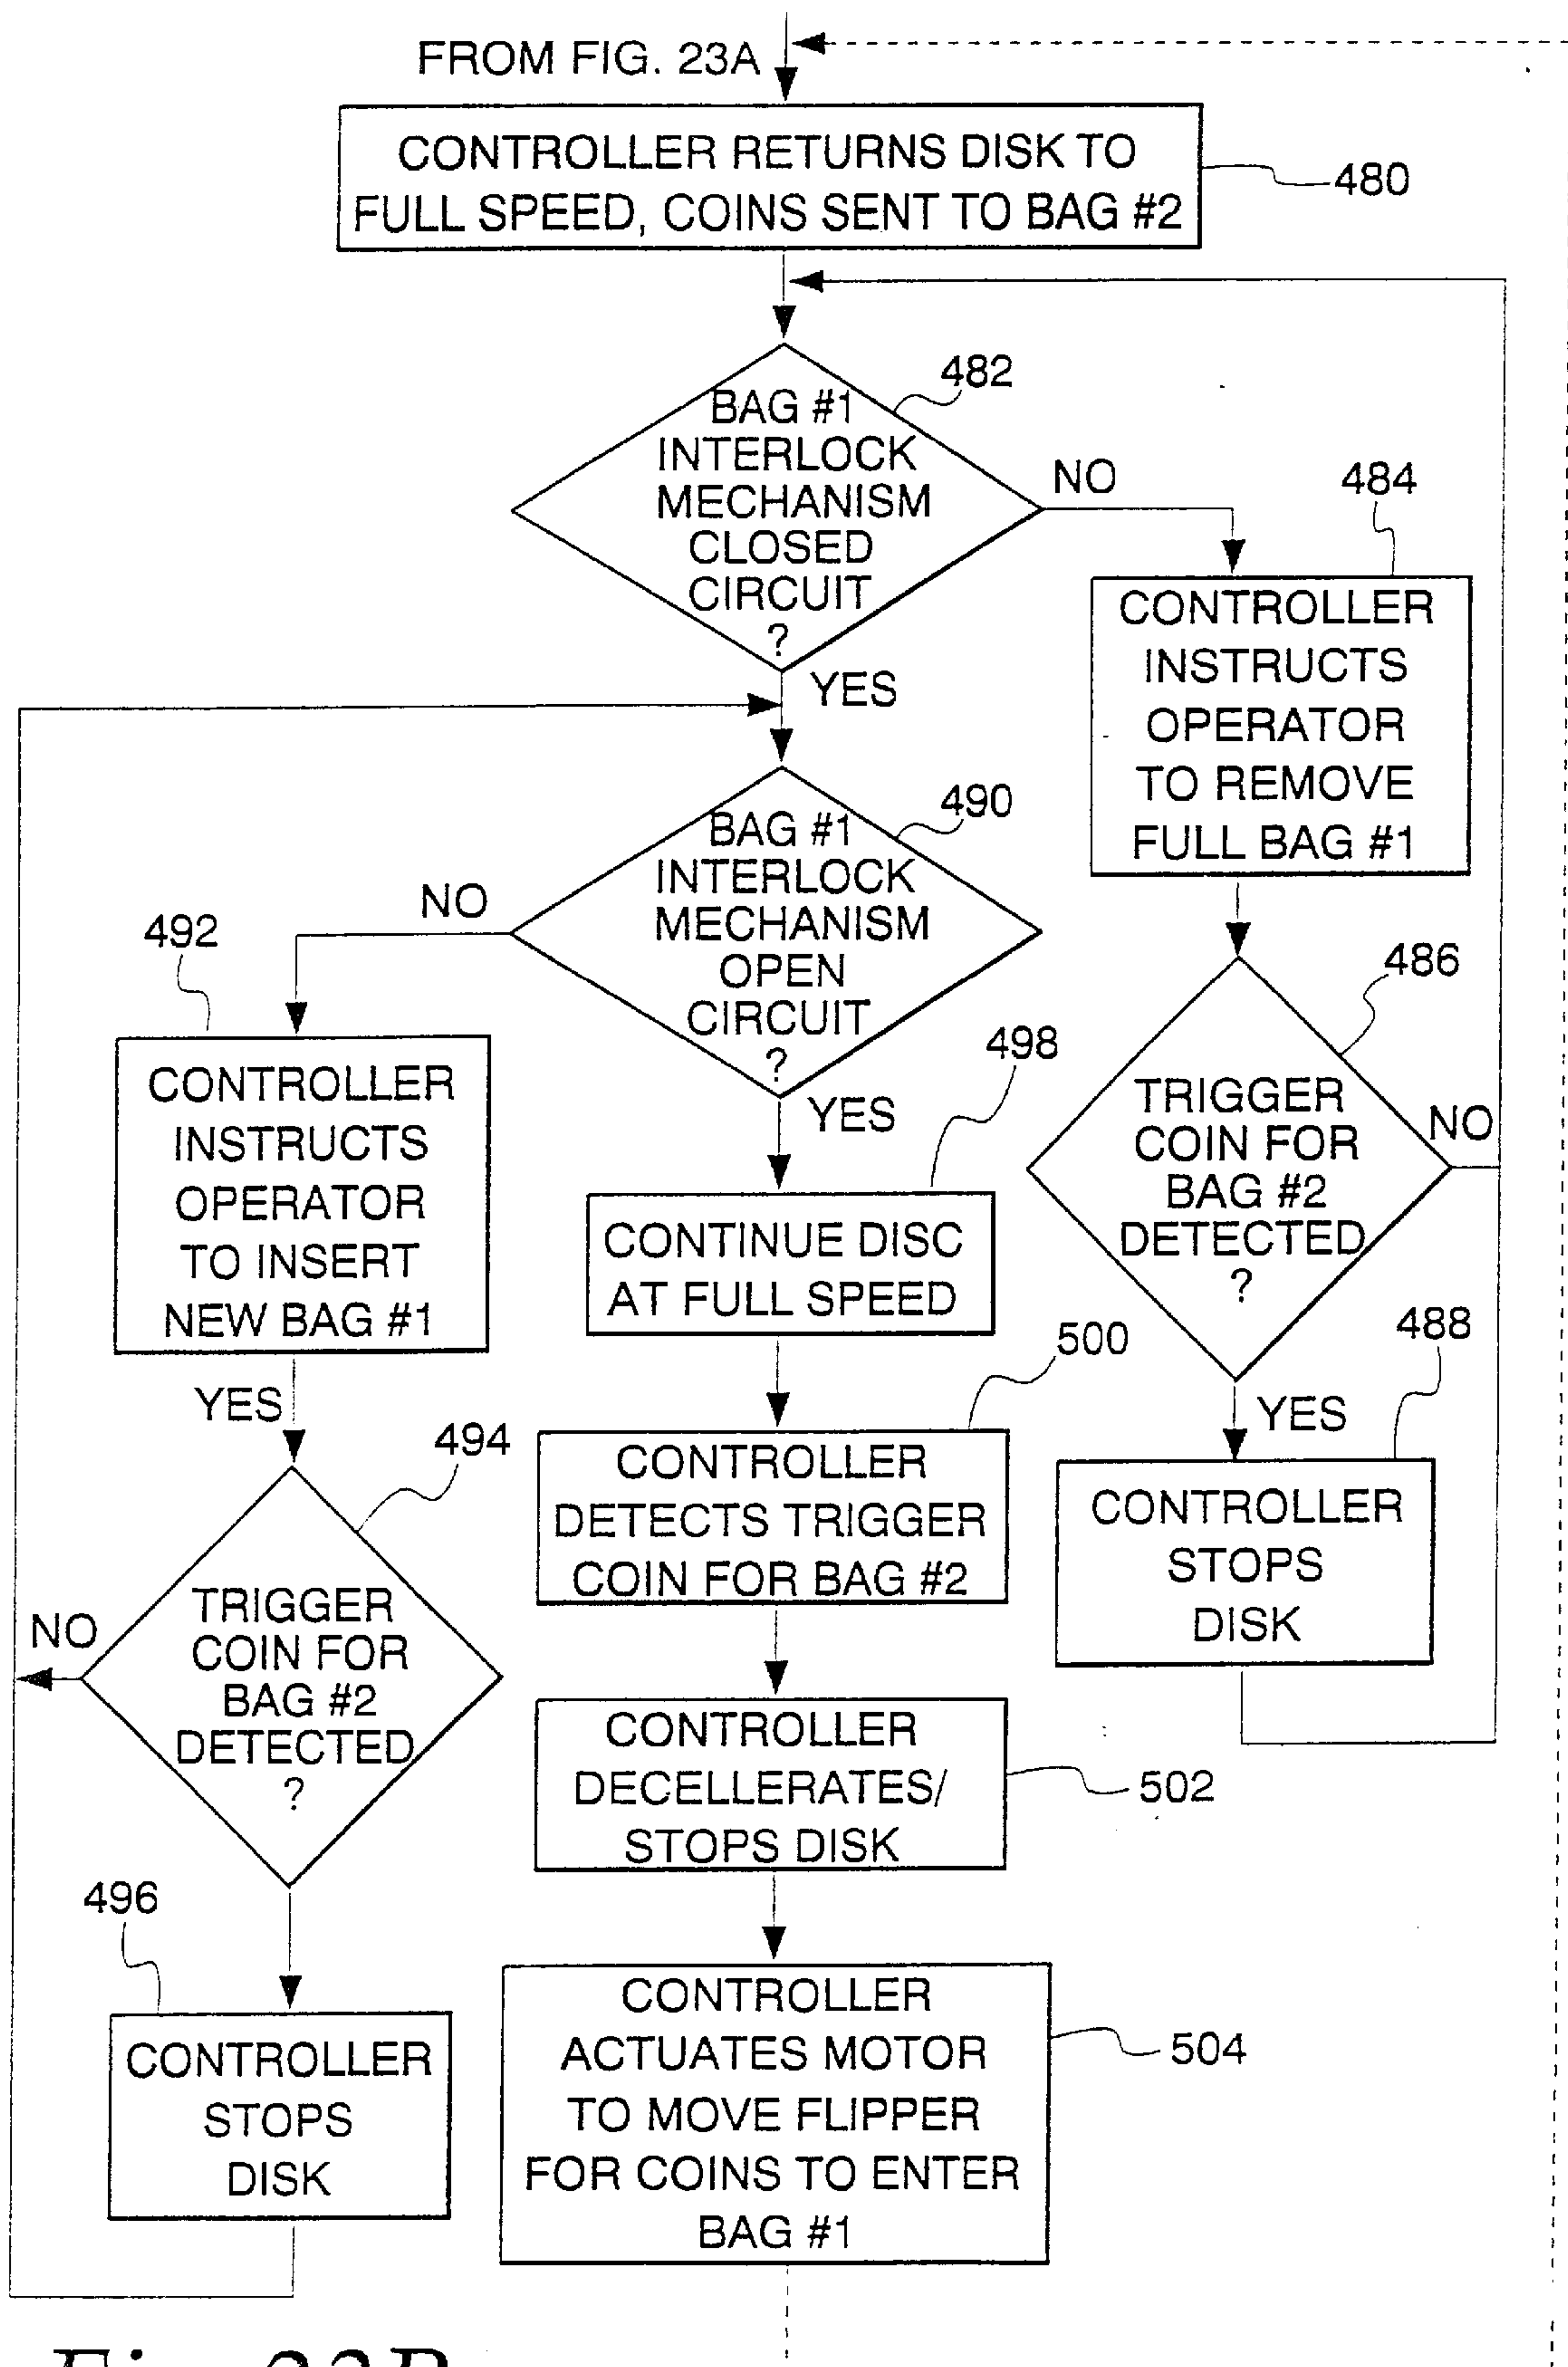 FROM FIG. 23A
CONTROLLER RETURNS DISK TO
FULL SPEED, COINS SENT TO BAG #2
480
482
BAG #1
INTERLOCK
MECHANISM
CLOSED
CIRCUIT
?
NO
YES
484
CONTROLLER
INSTRUCTS
OPERATOR
TO REMOVE
FULL BAG #1
490
BAG #1
INTERLOCK
MECHANISM
OPEN
CIRCUIT
?
NO
YES
492
CONTROLLER
INSTRUCTS
OPERATOR
TO INSERT
NEW BAG #1
YES
486
TRIGGER
COIN FOR
BAG #2
DETECTED
?
NO
YES
498
CONTINUE DISC
AT FULL SPEED
488
CONTROLLER
STOPS
DISK
500
CONTROLLER
DETECTS TRIGGER
COIN FOR BAG #2
494
TRIGGER
COIN FOR
BAG #2
DETECTED
?
NO
502
CONTROLLER
DECELLERATES/
STOPS DISK
496
CONTROLLER
STOPS
DISK
504
CONTROLLER
ACTUATES MOTOR
TO MOVE FLIPPER
FOR COINS TO ENTER
BAG #1
Fig. 23B